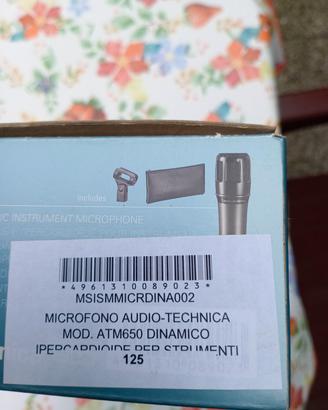 includes
IC INSTRUMENT MICROPHONE
*4961310089023*
MSISMMICRDINA002
MICROFONO AUDIO-TECHNICA
MOD. ATM650 DINAMICO
IPERCARDIOIDE PER STRUMENTI
125